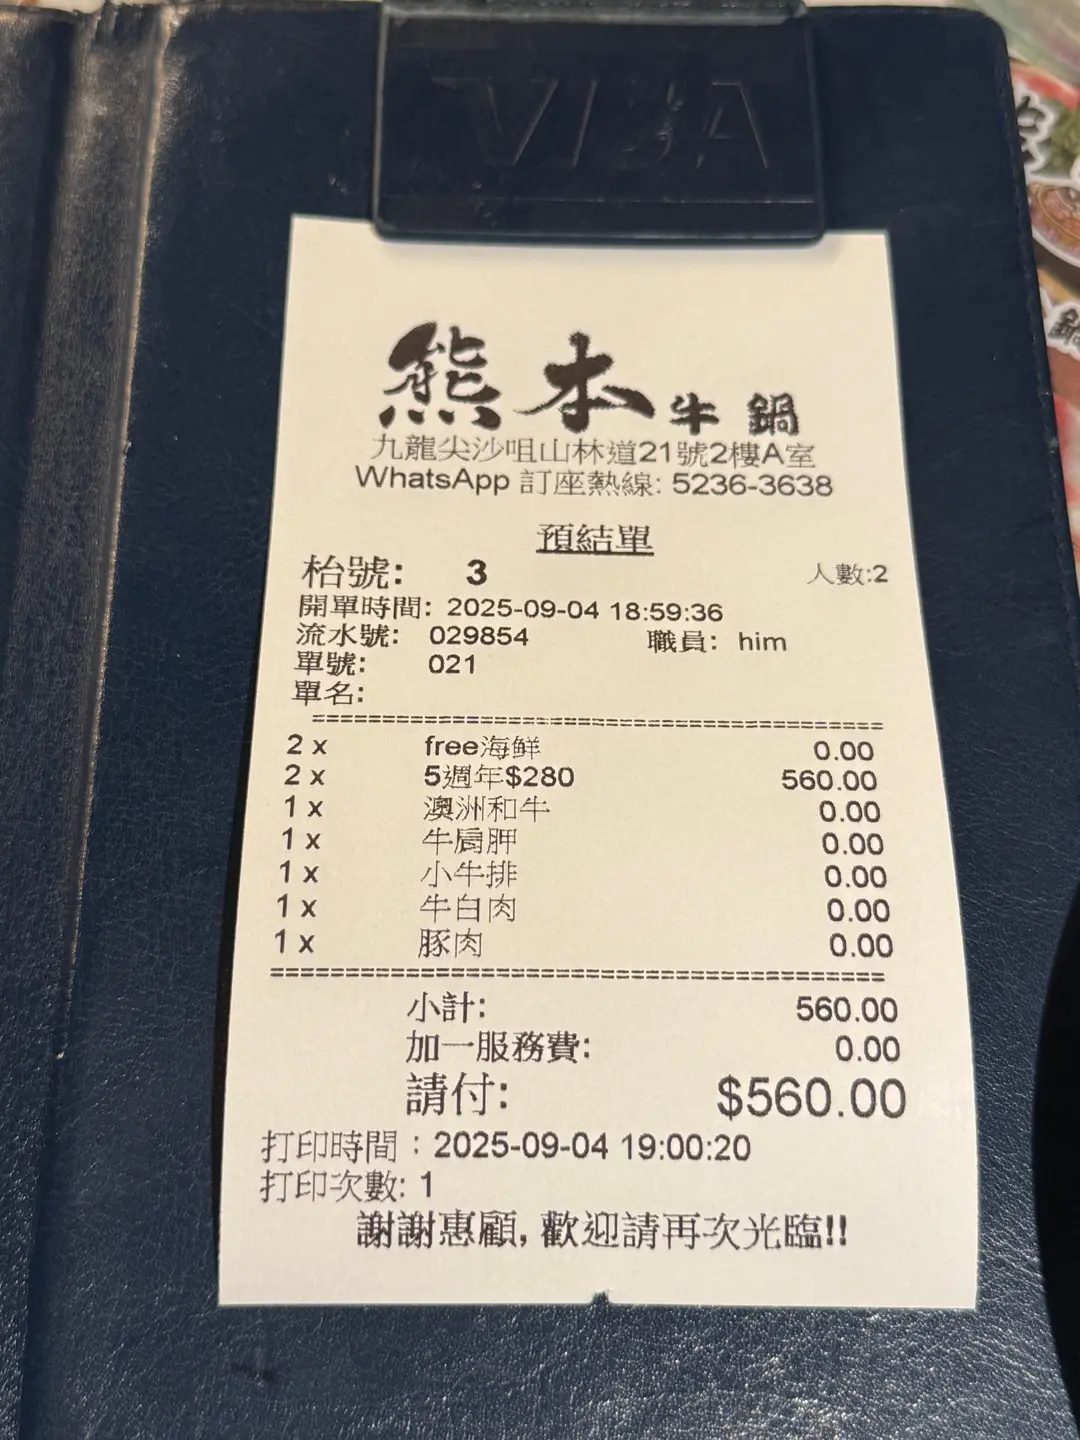 VISA
熊本牛鍋
九龍尖沙咀山林道21號2樓A室
WhatsApp 訂座熱線: 5236-3638
預結單
枱號: 3 人數:2
開單時間: 2025-09-04 18:59:36
流水號: 029854 職員: him
單號: 021
單名:
2 x free海鮮 0.00
2 x 5週年$280 560.00
1 x 澳洲和牛 0.00
1 x 牛肩胛 0.00
1 x 小牛排 0.00
1 x 牛白肉 0.00
1 x 豚肉 0.00
小計: 560.00
加一服務費: 0.00
請付: $560.00
打印時間：2025-09-04 19:00:20
打印次數: 1
謝謝惠顧, 歡迎請再次光臨!!
鍋